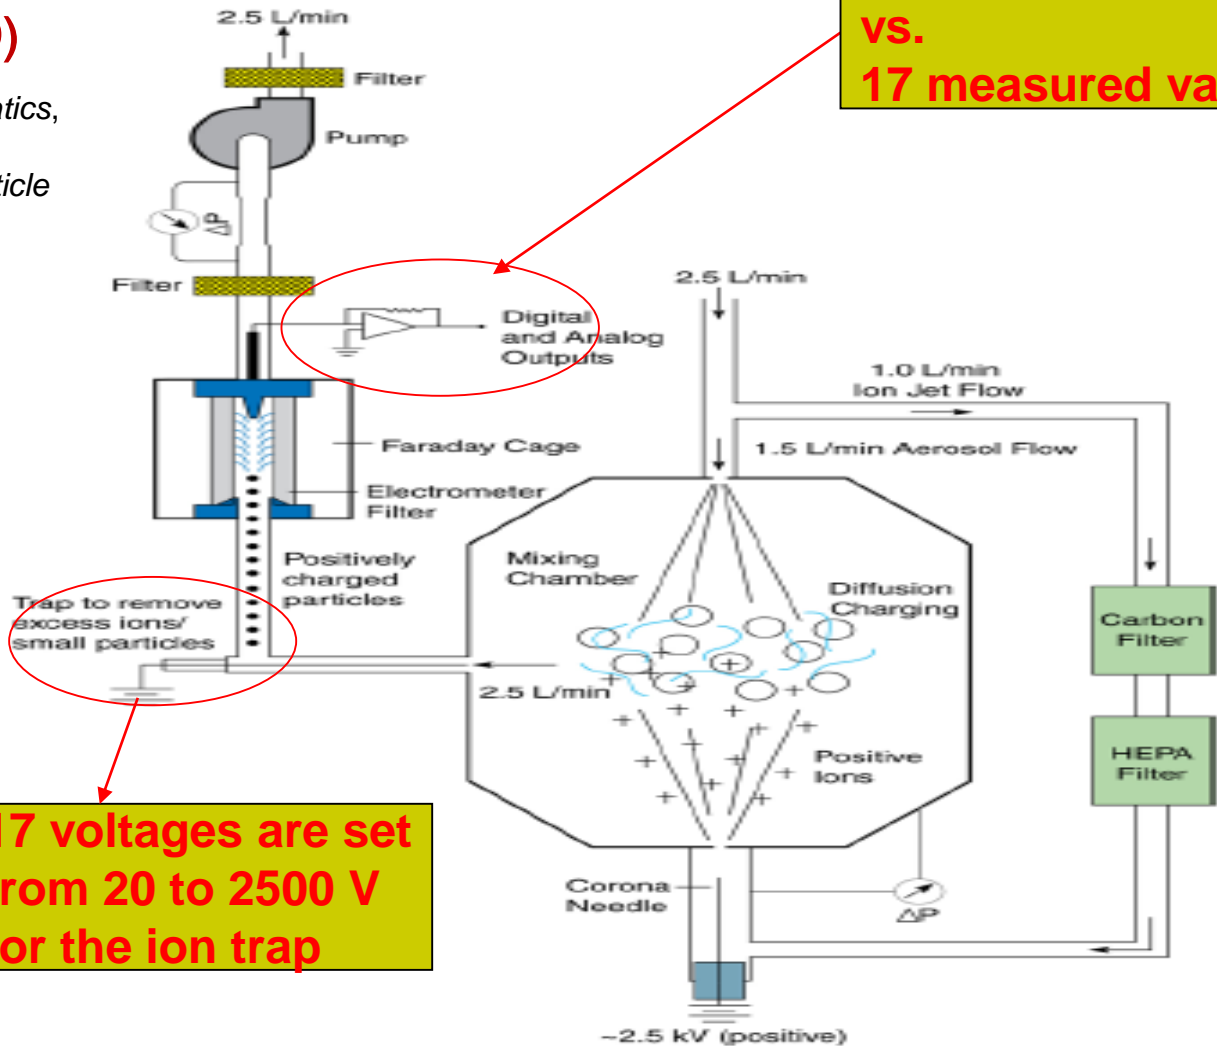 2.5 L/min
Filter
Pump
ΔP
Filter
vs.
17 measured va
2.5 L/min
Digital
and Analog
Outputs
1.0 L/min
Ion Jet Flow
Faraday Cage
1.5 L/min Aerosol Flow
Electrometer
Filter
Positively
charged
particles
Mixing
Chamber
Diffusion
Charging
Trap to remove
excess ions/
small particles
Carbon
Filter
2.5 L/min
Positive
Ions
HEPA
Filter
17 voltages are set
rom 20 to 2500 V
or the ion trap
Corona
Needle
ΔP
~2.5 kV (positive)